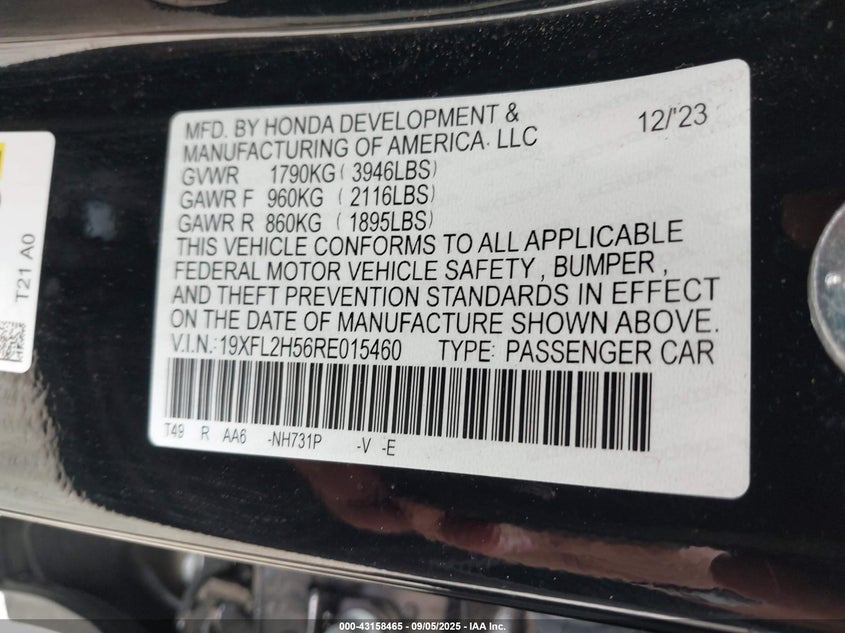 MFD. BY HONDA DEVELOPMENT &
MANUFACTURING OF AMERICA. LLC
12/'23
GVWR 1790KG ( 3946LBS)
GAWR F 960KG ( 2116LBS)
GAWR R 860KG ( 1895LBS)
THIS VEHICLE CONFORMS TO ALL APPLICABLE
FEDERAL MOTOR VEHICLE SAFETY , BUMPER ,
AND THEFT PREVENTION STANDARDS IN EFFECT
ON THE DATE OF MANUFACTURE SHOWN ABOVE.
V.I.N.:19XFL2H56RE015460 TYPE: PASSENGER CAR
T49 R AA6 -NH731P -V -E
T21 A0
000-43158465 - 09/05/2025 - IAA Inc.